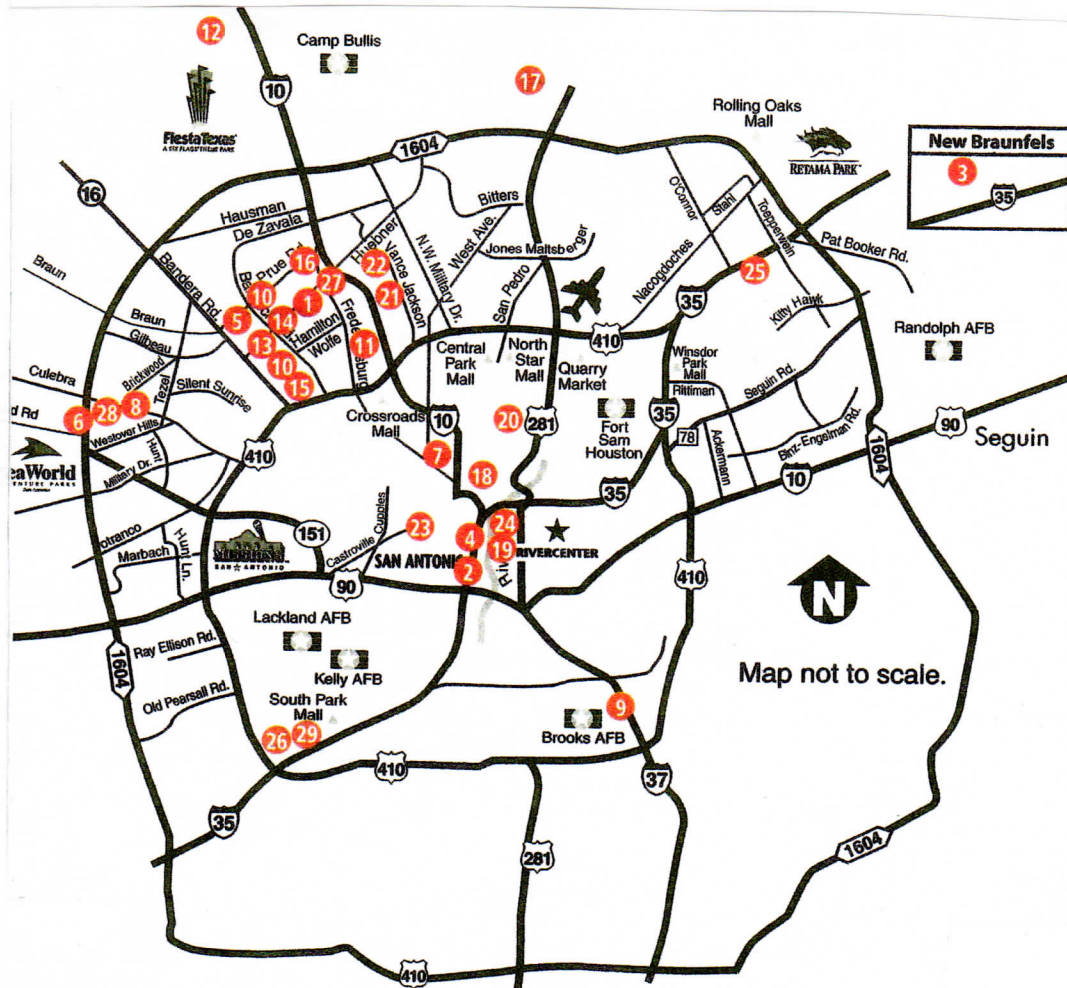 12
Camp Bullis
17
10
Rolling Oaks
Mall
FiestaTexas
A SIX FLAGS THEME PARK
1604
RETAMA PARK
New Braunfels
3
35
16
Hausman
De Zavala
Bitters
O'Connor
Stahl
Toepperwein
Pat Booker Rd.
Huebner
Vance Jackson
N.W. Military Dr.
West Ave.
Jones Maltsberger
San Pedro
Nacogdoches
Braun
Bandera Rd.
Prue Rd.
16
22
27
21
25
10
1
5
14
Hamilton
Wolfe
Fredericksburg
11
13
10
15
35
Kitty Hawk
410
Braun
Gilbeau
Brickwood
Tezel
Silent Sunrise
Culebra
Central
Park
Mall
North
Star
Mall
Quarry
Market
Winsdor
Park
Mall
Rittiman
Seguin Rd.
Randolph AFB
6
28
8
Westover Hills
Hunt
Military Dr.
Crossroads
Mall
10
20
281
Fort
Sam
Houston
35
78
Ackermann
Binz-Engelman Rd.
1604
90
Seguin
410
7
18
35
10
23
Castroville
Cupples
4
24
19
RIVERCENTER
SAN ANTONIO
2
151
MISSIONS
SAN ANTONIO
Marbach
Hunt Ln.
90
410
N
Lackland AFB
Kelly AFB
Ray Ellison Rd.
1604
Old Pearsall Rd.
South Park
Mall
26
29
9
Brooks AFB
Map not to scale.
410
37
35
281
1604
410